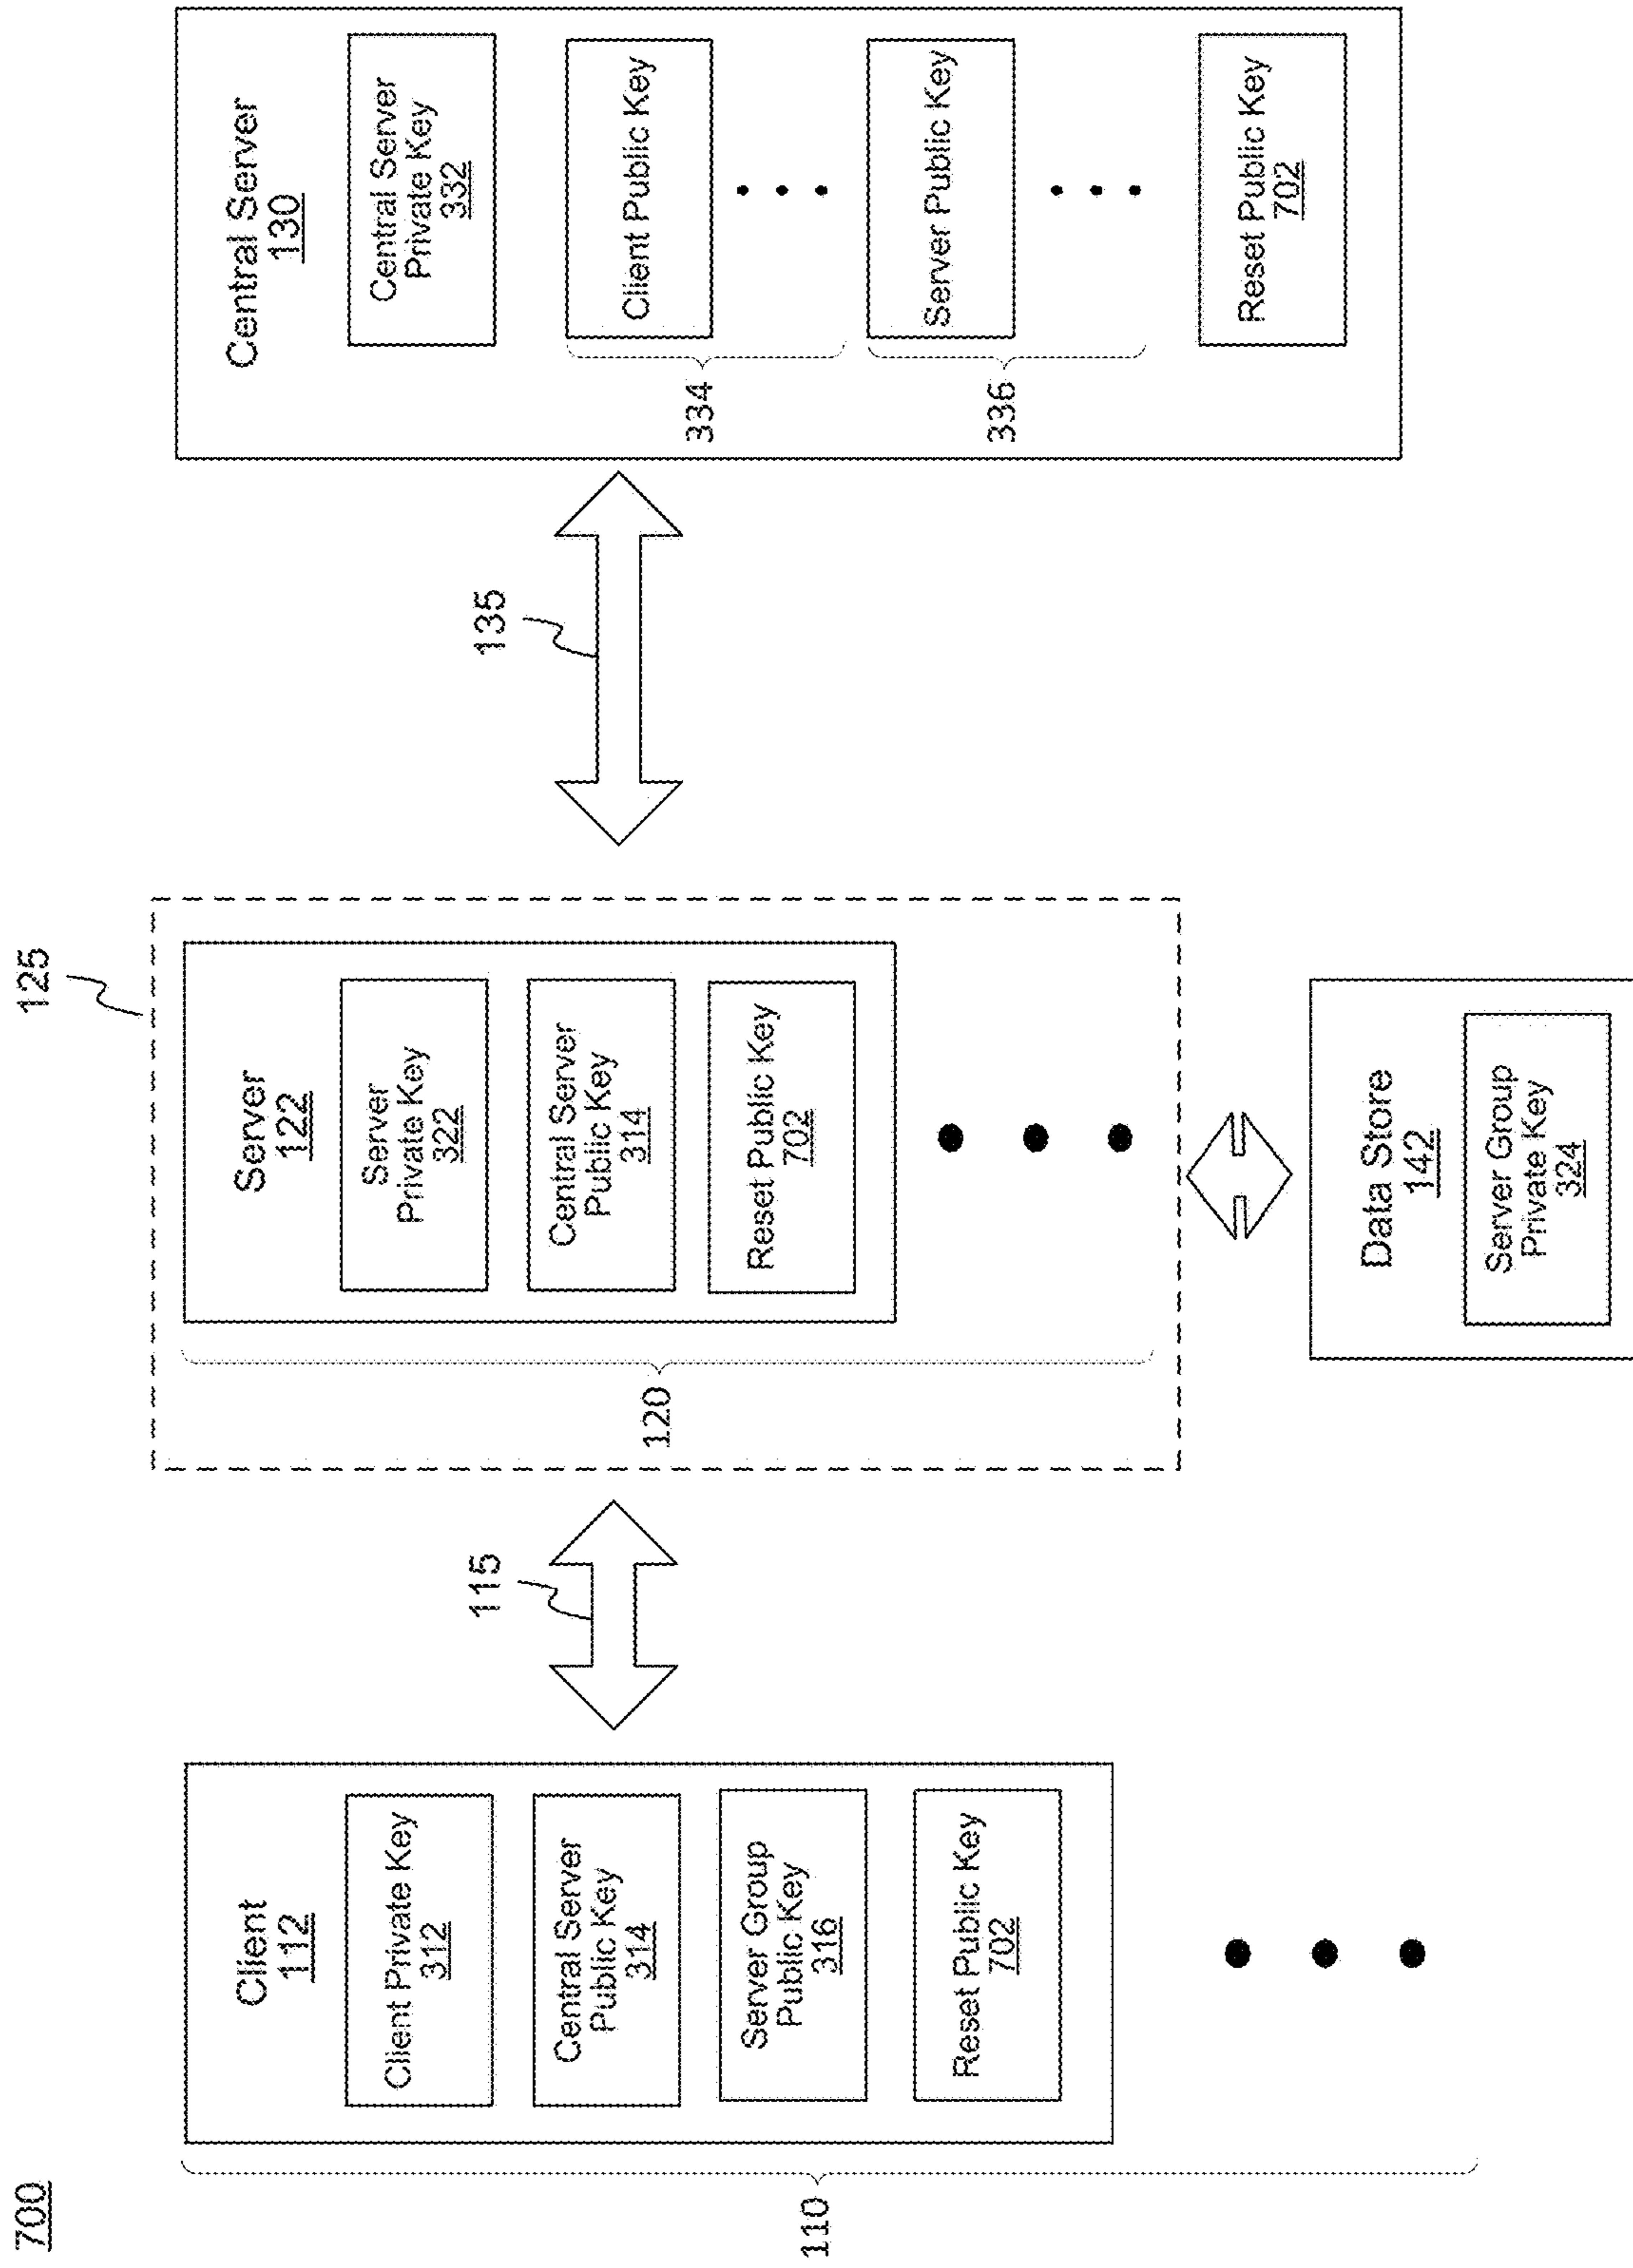 700
110
Client
112
Client Private Key
312
Central Server
Public Key
314
Server Group
Public Key
316
Reset Public Key
702
115
125
120
Server
122
Server
Private Key
322
Central Server
Public Key
314
Reset Public Key
702
Data Store
142
Server Group
Private Key
324
135
Central Server
130
Central Server
Private Key
332
334
Client Public Key
336
Server Public Key
Reset Public Key
702